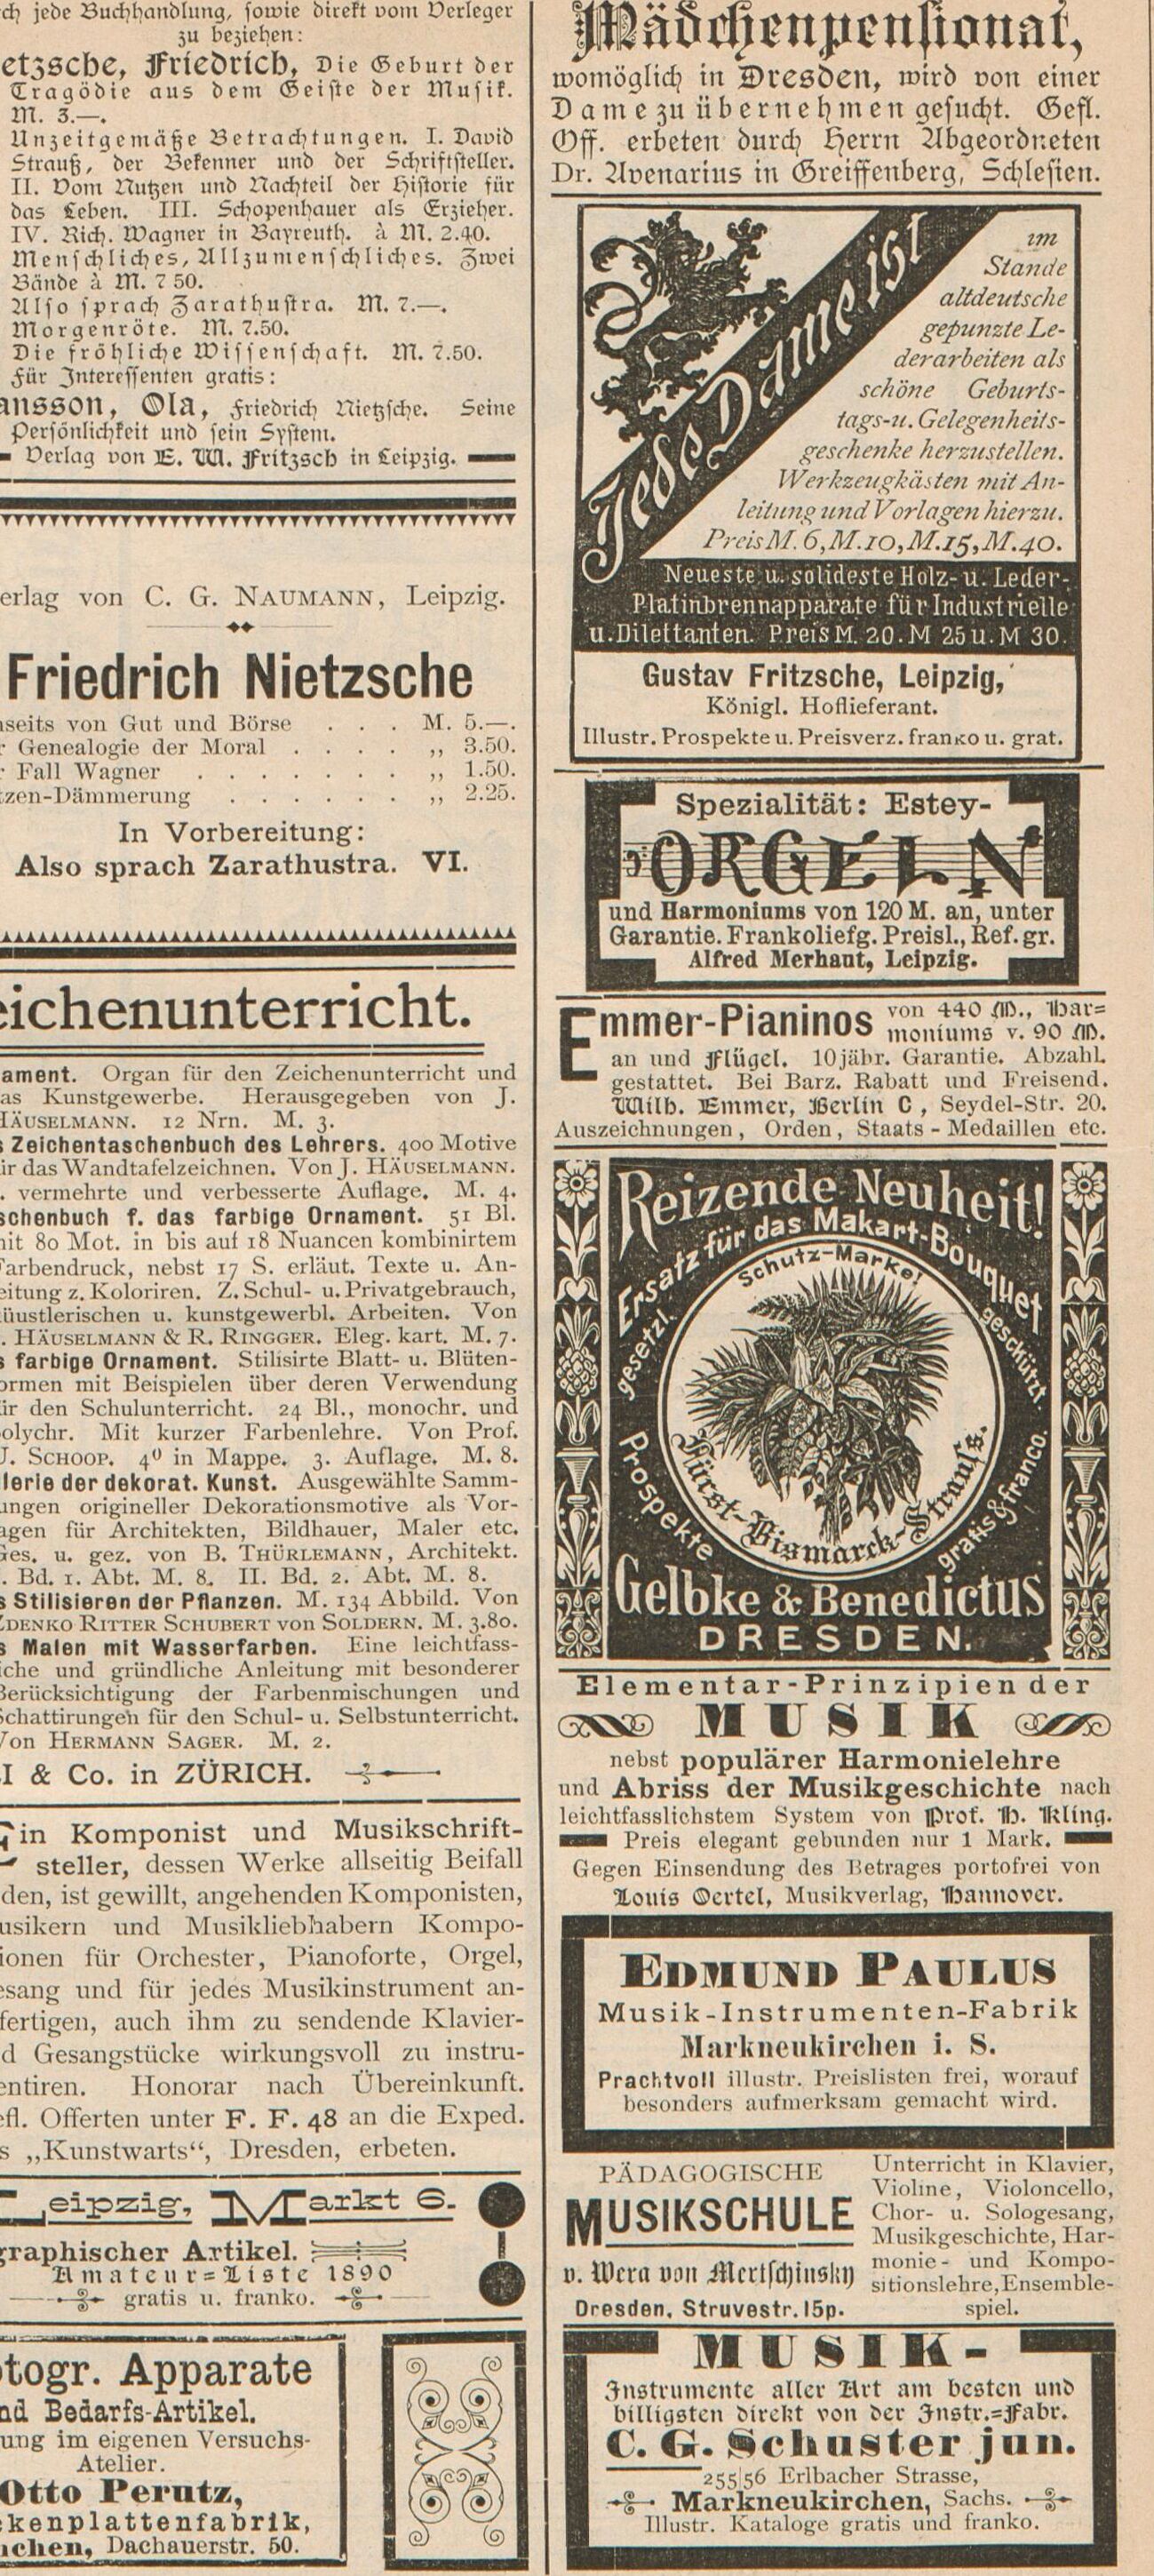 ch jede Buchhandlung, sowie direkt vom Verleger
zu beziehen:
etzsche, Friedrich, Die Geburt der
Tragödie aus dem Geiste der Musik.
M. 3.—.
Unzeitgemäße Betrachtungen. I. David
Strauß, der Bekenner und der Schriftsteller.
II. Vom Nutzen und Nachteil der Historie für
das Leben. III. Schopenhauer als Erzieher.
IV. Rich. Wagner in Bayreuth. à M. 2.40.
Menschliches, Allzumenschliches. Zwei
Bände à M. 7 50.
Also sprach Zarathustra. M. 7.—.
Morgenröte. M. 7.50.
Die fröhliche Wissenschaft. M. 7.50.
Für Interessenten gratis:
ansson, Ola, Friedrich Nietzsche. Seine
Persönlichkeit und sein System.
Verlag von E. W. Fritzsch in Leipzig.
erlag von C. G. NAUMANN, Leipzig.
Friedrich Nietzsche
nseits von Gut und Börse . . . M. 5.—.
r Genealogie der Moral . . . . ,, 3.50.
r Fall Wagner . . . . . . . ,, 1.50.
tzen-Dämmerung . . . . . . ,, 2.25.
In Vorbereitung:
Also sprach Zarathustra. VI.
eichenunterricht.
ament. Organ für den Zeichenunterricht und
as Kunstgewerbe. Herausgegeben von J.
HÄUSELMANN. 12 Nrn. M. 3.
s Zeichentaschenbuch des Lehrers. 400 Motive
ür das Wandtafelzeichnen. Von J. HÄUSELMANN.
. vermehrte und verbesserte Auflage. M. 4.
schenbuch f. das farbige Ornament. 51 Bl.
mit 80 Mot. in bis auf 18 Nuancen kombinirtem
Farbendruck, nebst 17 S. erläut. Texte u. An-
eitung z. Koloriren. Z. Schul- u. Privatgebrauch,
küustlerischen u. kunstgewerbl. Arbeiten. Von
. HÄUSELMANN & R. RINGGER. Eleg. kart. M. 7.
s farbige Ornament. Stilisirte Blatt- u. Blüten-
ormen mit Beispielen über deren Verwendung
ür den Schulunterricht. 24 Bl., monochr. und
olychr. Mit kurzer Farbenlehre. Von Prof.
J. SCHOOP. 4⁰ in Mappe. 3. Auflage. M. 8.
lerie der dekorat. Kunst. Ausgewählte Samm-
ungen origineller Dekorationsmotive als Vor-
agen für Architekten, Bildhauer, Maler etc.
Ges. u. gez. von B. THÜRLEMANN, Architekt.
. Bd. 1. Abt. M. 8. II. Bd. 2. Abt. M. 8.
s Stilisieren der Pflanzen. M. 134 Abbild. Von
ZDENKO RITTER SCHUBERT von SOLDERN. M. 3.80.
s Malen mit Wasserfarben. Eine leichtfass-
iche und gründliche Anleitung mit besonderer
Berücksichtigung der Farbenmischungen und
Schattirungen für den Schul- u. Selbstunterricht.
Von HERMANN SAGER. M. 2.
I & Co. in ZÜRICH.
Ein Komponist und Musikschrift-
steller, dessen Werke allseitig Beifall
den, ist gewillt, angehenden Komponisten,
usikern und Musikliebhabern Kompo-
ionen für Orchester, Pianoforte, Orgel,
esang und für jedes Musikinstrument an-
fertigen, auch ihm zu sendende Klavier-
d Gesangstücke wirkungsvoll zu instru-
entiren. Honorar nach Übereinkunft.
efl. Offerten unter F. F. 48 an die Exped.
s „Kunstwarts“, Dresden, erbeten.
Leipzig, Markt 6.
graphischer Artikel.
Amateur=Liste 1890
gratis u. franko.
otogr. Apparate
nd Bedarfs-Artikel.
ung im eigenen Versuchs-
Atelier.
Otto Perutz,
ckenplattenfabrik,
nchen, Dachauerstr. 50.
Mädchenpensionat,
womöglich in Dresden, wird von einer
Dame zu übernehmen gesucht. Gefl.
Off. erbeten durch Herrn Abgeordneten
Dr. Avenarius in Greiffenberg, Schlesien.
Jede Dame ist
im
Stande
altdeutsche
gepunzte Le-
derarbeiten als
schöne Geburts-
tags-u. Gelegenheits-
geschenke herzustellen.
Werkzeugkästen mit An-
leitung und Vorlagen hierzu.
Preis M. 6, M. 10, M. 15, M. 40.
Neueste u. solideste Holz- u. Leder-
Platinbrennapparate für Industrielle
u. Dilettanten. Preis M. 20. M 25 u. M 30.
Gustav Fritzsche, Leipzig,
Königl. Hoflieferant.
Illustr. Prospekte u. Preisverz. franko u. grat.
Spezialität: Estey-
ORGELN
und Harmoniums von 120 M. an, unter
Garantie. Frankoliefg. Preisl., Ref. gr.
Alfred Merhaut, Leipzig.
Emmer-Pianinos von 440 M., Har=
moniums v. 90 M.
an und Flügel. 10jähr. Garantie. Abzahl.
gestattet. Bei Barz. Rabatt und Freisend.
Wilh. Emmer, Berlin C, Seydel-Str. 20.
Auszeichnungen, Orden, Staats-Medaillen etc.
Reizende Neuheit!
Ersatz für das Makart-Bouquet
Schutz-Marke!
gesetzl. geschützt.
Fürst-Bismarck-Strauss.
Prospekte gratis & franco.
Gelbke & Benedictus
DRESDEN.
Elementar-Prinzipien der
MUSIK
nebst populärer Harmonielehre
und Abriss der Musikgeschichte nach
leichtfasslichstem System von Prof. H. Kling.
Preis elegant gebunden nur 1 Mark.
Gegen Einsendung des Betrages portofrei von
Louis Oertel, Musikverlag, Hannover.
EDMUND PAULUS
Musik-Instrumenten-Fabrik
Markneukirchen i. S.
Prachtvoll illustr. Preislisten frei, worauf
besonders aufmerksam gemacht wird.
PÄDAGOGISCHE
MUSIKSCHULE
v. Wera von Mertschinsky
Dresden, Struvestr. 15p.
Unterricht in Klavier,
Violine, Violoncello,
Chor- u. Sologesang,
Musikgeschichte, Har-
monie- und Kompo-
sitionslehre, Ensemble-
spiel.
MUSIK-
Instrumente aller Art am besten und
billigsten direkt von der Instr.=Fabr.
C. G. Schuster jun.
255|56 Erlbacher Strasse,
Markneukirchen, Sachs.
Illustr. Kataloge gratis und franko.